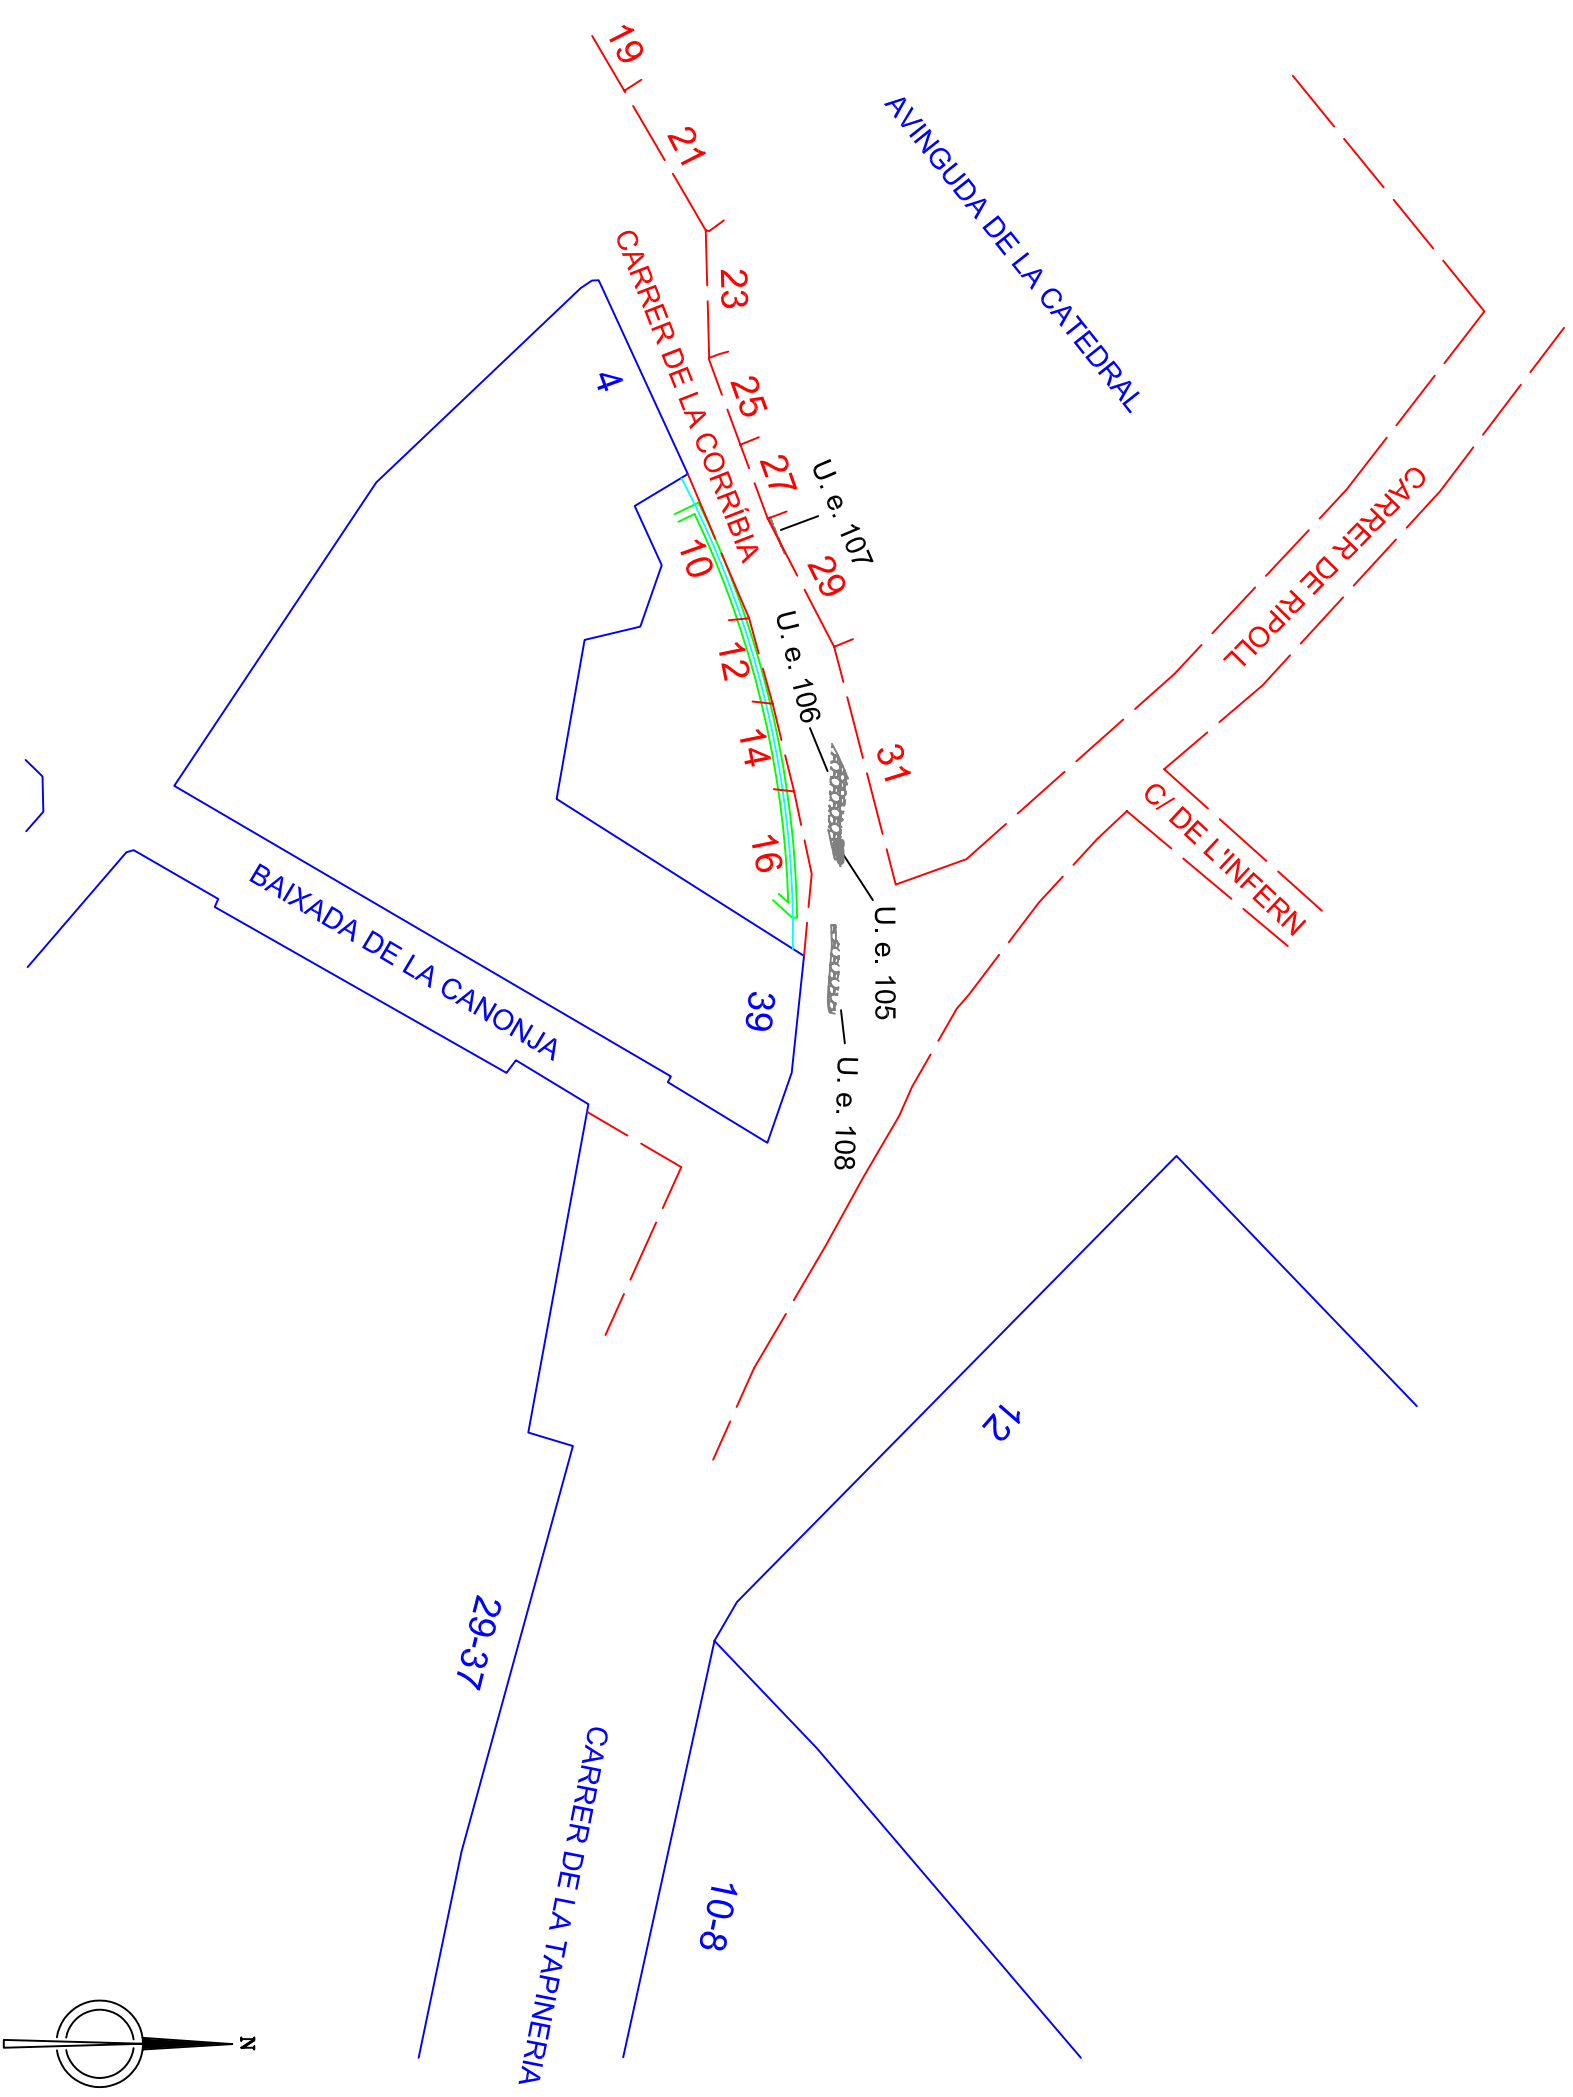 19
21
23
25
27
29
31
AVINGUDA DE LA CATEDRAL
CARRER DE RIPOLL
C/ DE L'INFERN
CARRER DE LA CORRÍBIA
U. e. 107
U. e. 106
U. e. 105
U. e. 108
4
10
12
14
16
39
BAIXADA DE LA CANONJA
12
29-37
CARRER DE LA TAPINERIA
10-8
N